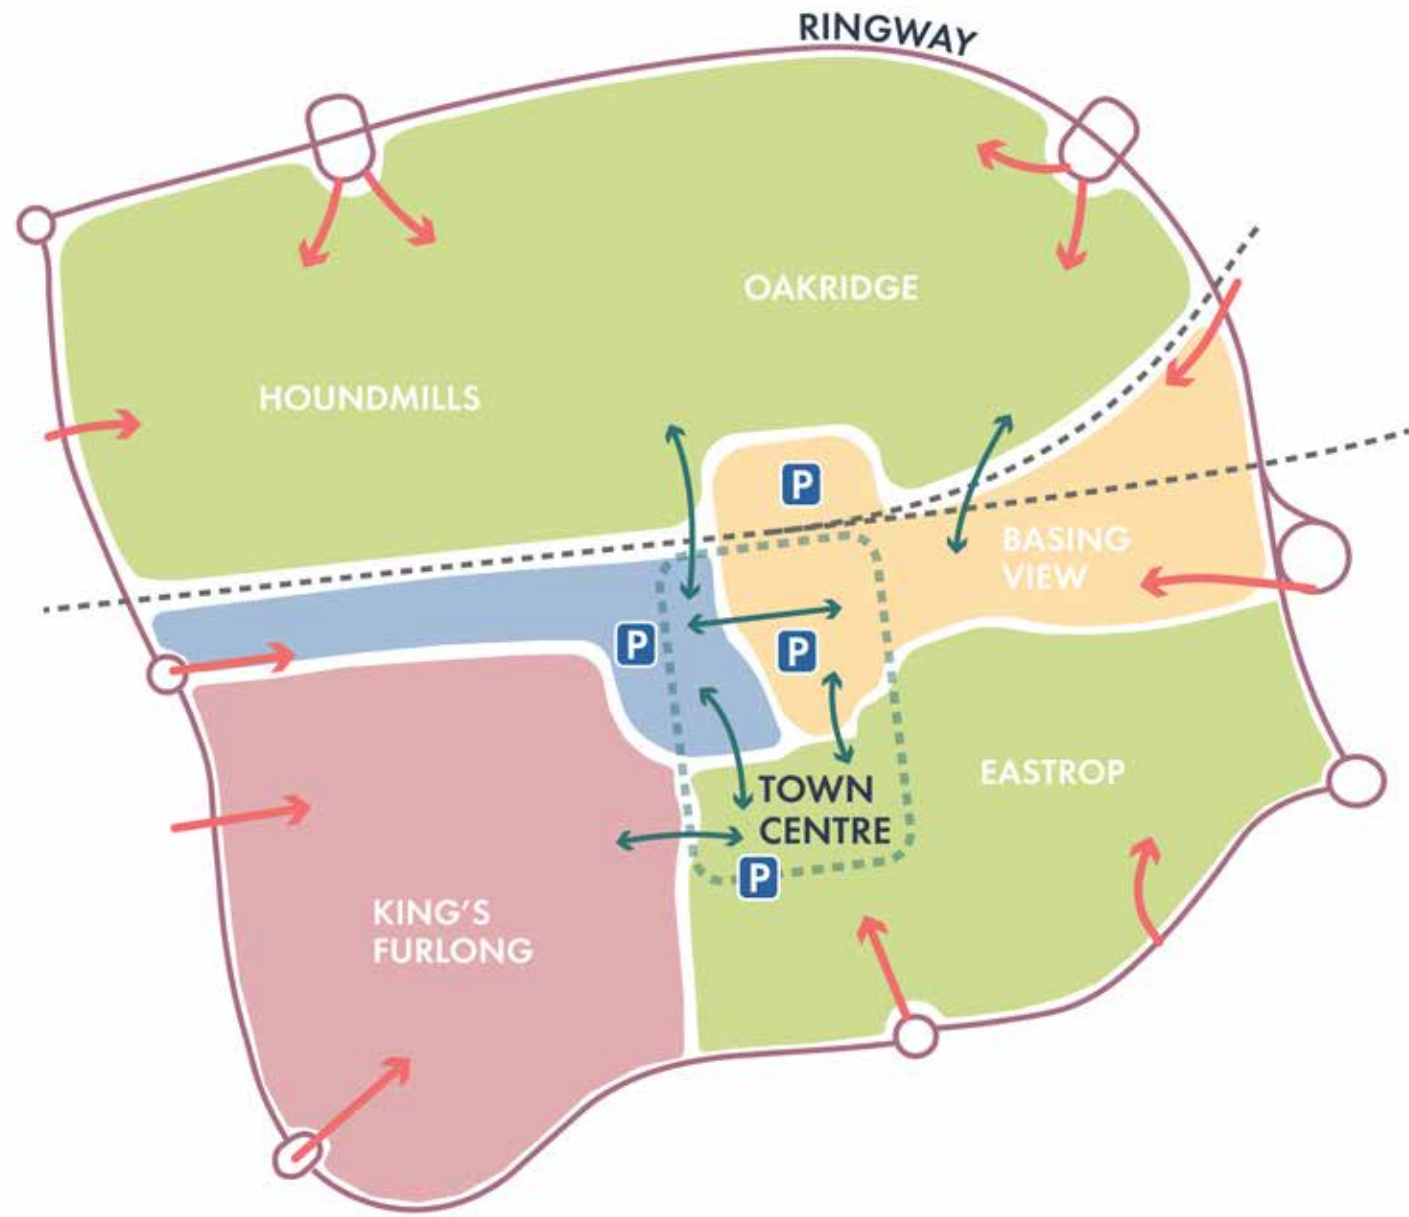 RINGWAY
OAKRIDGE
HOUNDMILLS
P
BASING
VIEW
P
P
EASTROP
TOWN
CENTRE
P
KING'S
FURLONG